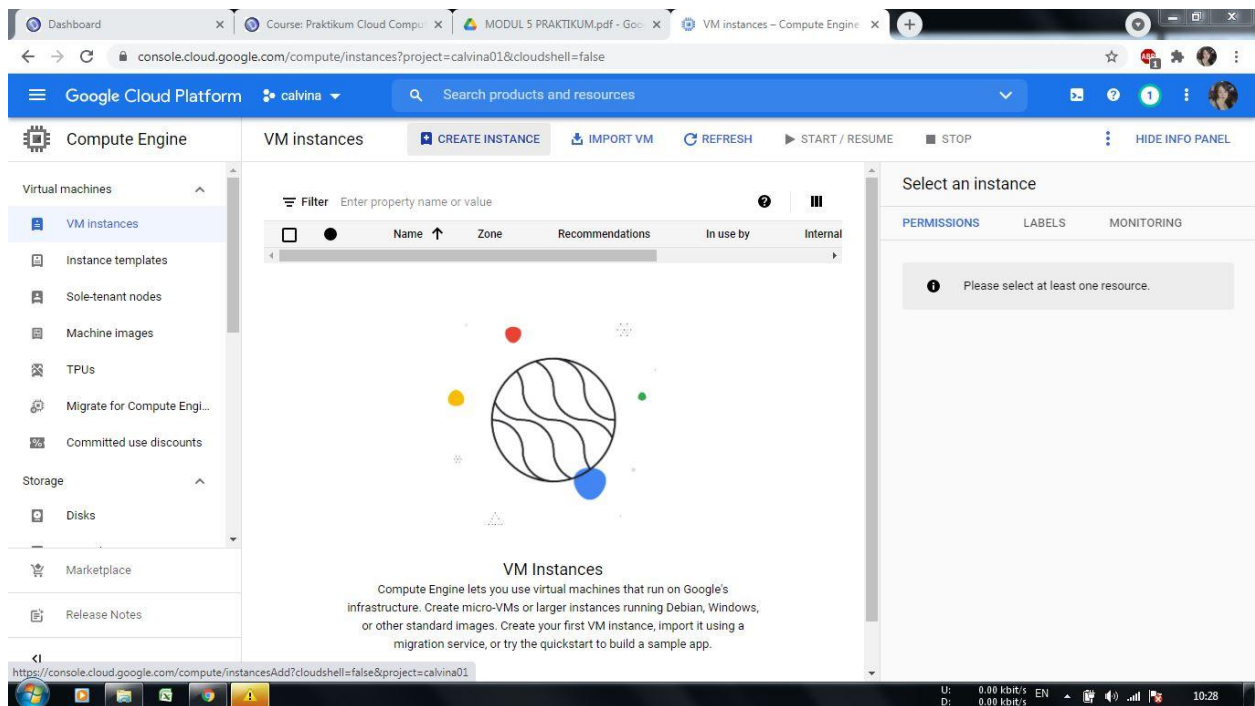 Dashboard
Course: Praktikum Cloud Comput
MODUL 5 PRAKTIKUM.pdf - Goo
VM instances – Compute Engine
console.cloud.google.com/compute/instances?project=calvina01&cloudshell=false
ABP
1
Google Cloud Platform
calvina
Search products and resources
1
Compute Engine
VM instances
CREATE INSTANCE
IMPORT VM
REFRESH
START / RESUME
STOP
HIDE INFO PANEL
Virtual machines
VM instances
Instance templates
Sole-tenant nodes
Machine images
TPUs
Migrate for Compute Engi...
Committed use discounts
Storage
Disks
Marketplace
Release Notes
Filter Enter property name or value
Name Zone Recommendations In use by Internal
VM Instances
Compute Engine lets you use virtual machines that run on Google's
infrastructure. Create micro-VMs or larger instances running Debian, Windows,
or other standard images. Create your first VM instance, import it using a
migration service, or try the quickstart to build a sample app.
Select an instance
PERMISSIONS LABELS MONITORING
Please select at least one resource.
https://console.cloud.google.com/compute/instancesAdd?cloudshell=false&project=calvina01
U: 0.00 kbit/s
D: 0.00 kbit/s
EN
10:28